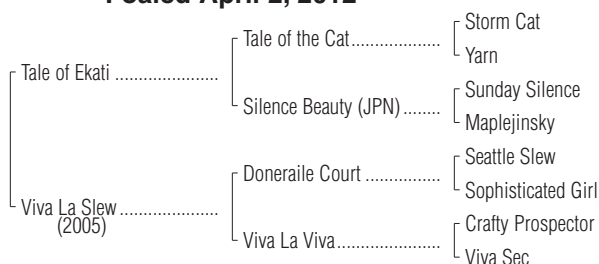 Foaled April 2, 2012
Storm Cat
Tale of the Cat....................
Yarn
Tale of Ekati .......................
Sunday Silence
Silence Beauty (JPN) ........
Maplejinsky
Seattle Slew
Doneraile Court .................
Sophisticated Girl
Viva La Slew......................
(2005)
Crafty Prospector
Viva La Viva.......................
Viva Sec